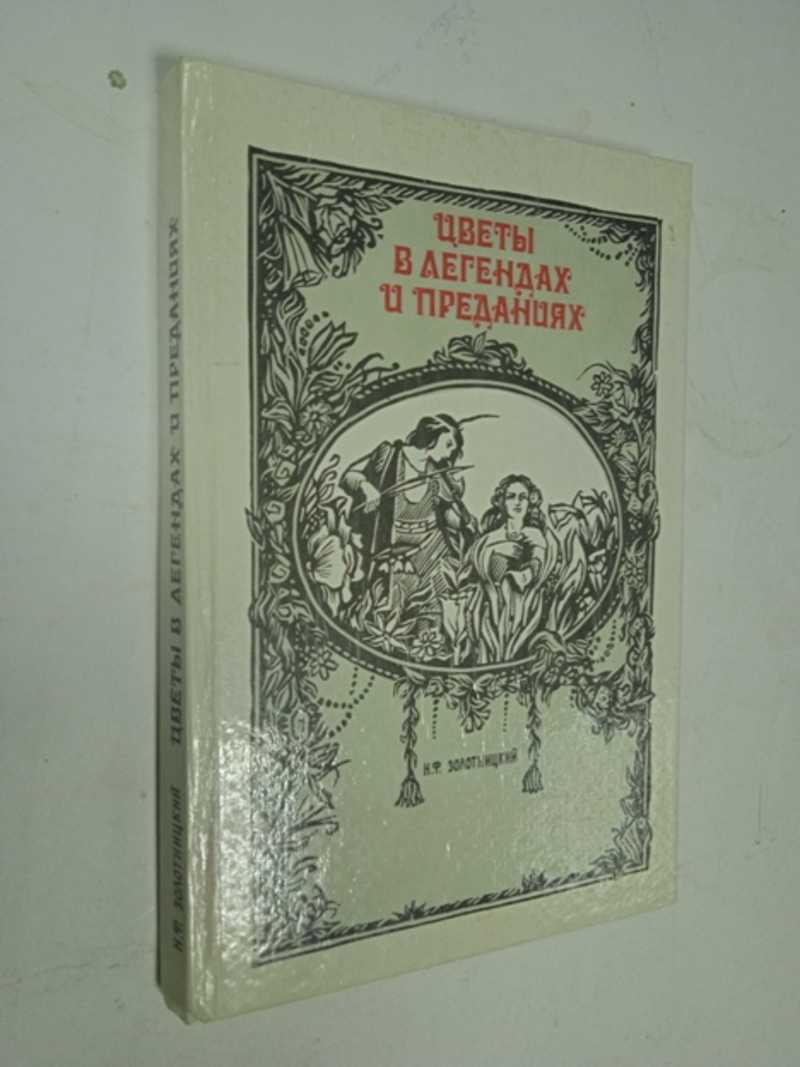 ЦВЕТЫ
В ЛЕГЕНДАХ
И ПРЕДАНИЯХ
Н.Ф. ЗОЛОТНИЦКИЙ
Н.Ф. ЗОЛОТНИЦКИЙ ЦВЕТЫ В ЛЕГЕНДАХ И ПРЕДАНИЯХ